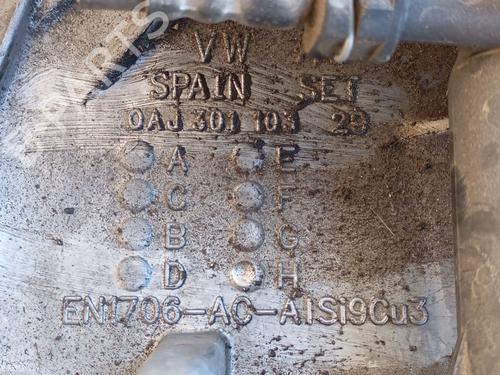 VW
SPAIN SET
0AJ 301 103 29
A E
C F
B G
D H
EN1706-AC-AlSi9Cu3